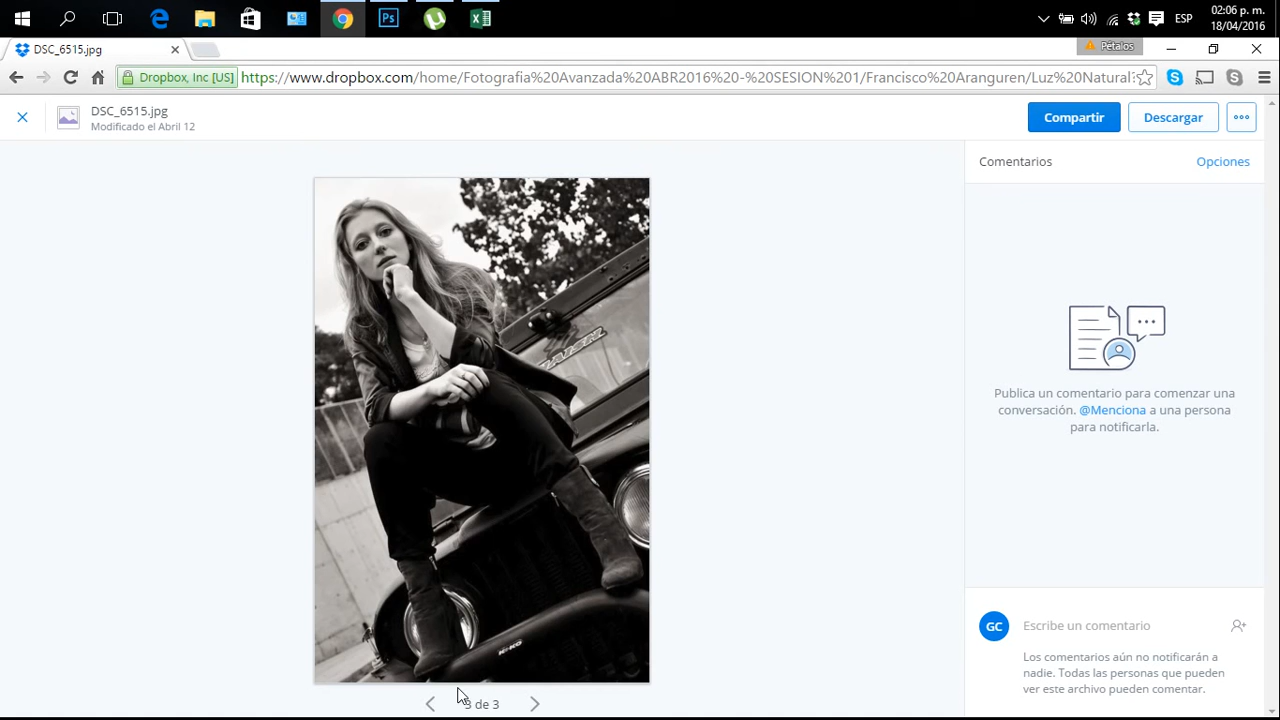 02:06 p. m.
ESP
18/04/2016
DSC_6515.jpg
Pétalos
Dropbox, Inc [US]
https://www.dropbox.com/home/Fotografia%20Avanzada%20ABR2016%20-%20SESION%201/Francisco%20Aranguren/Luz%20Natural
DSC_6515.jpg
Modificado el Abril 12
Compartir
Descargar
Comentarios
Opciones
Publica un comentario para comenzar una
conversación. @Menciona a una persona
para notificarla.
KiKO
GC
Escribe un comentario
Los comentarios aún no notificarán a
nadie. Todas las personas que pueden
ver este archivo pueden comentar.
3 de 3